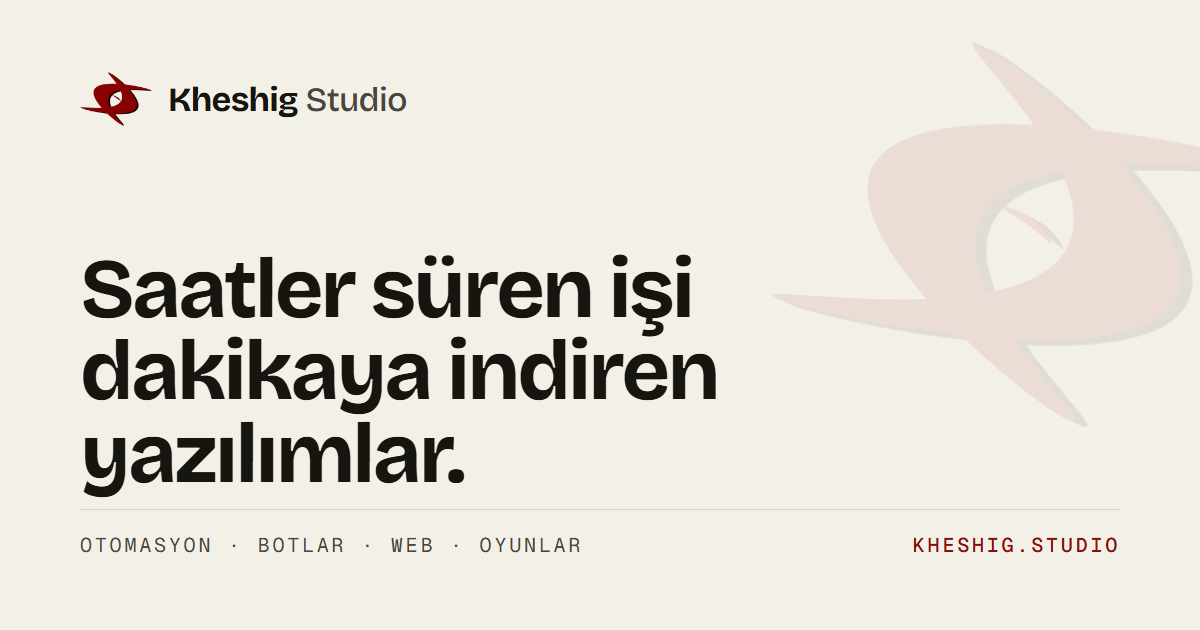 Kheshig Studio
Saatler süren işi
dakikaya indiren
yazılımlar.
OTOMASYON · BOTLAR · WEB · OYUNLAR
KHESHIG.STUDIO